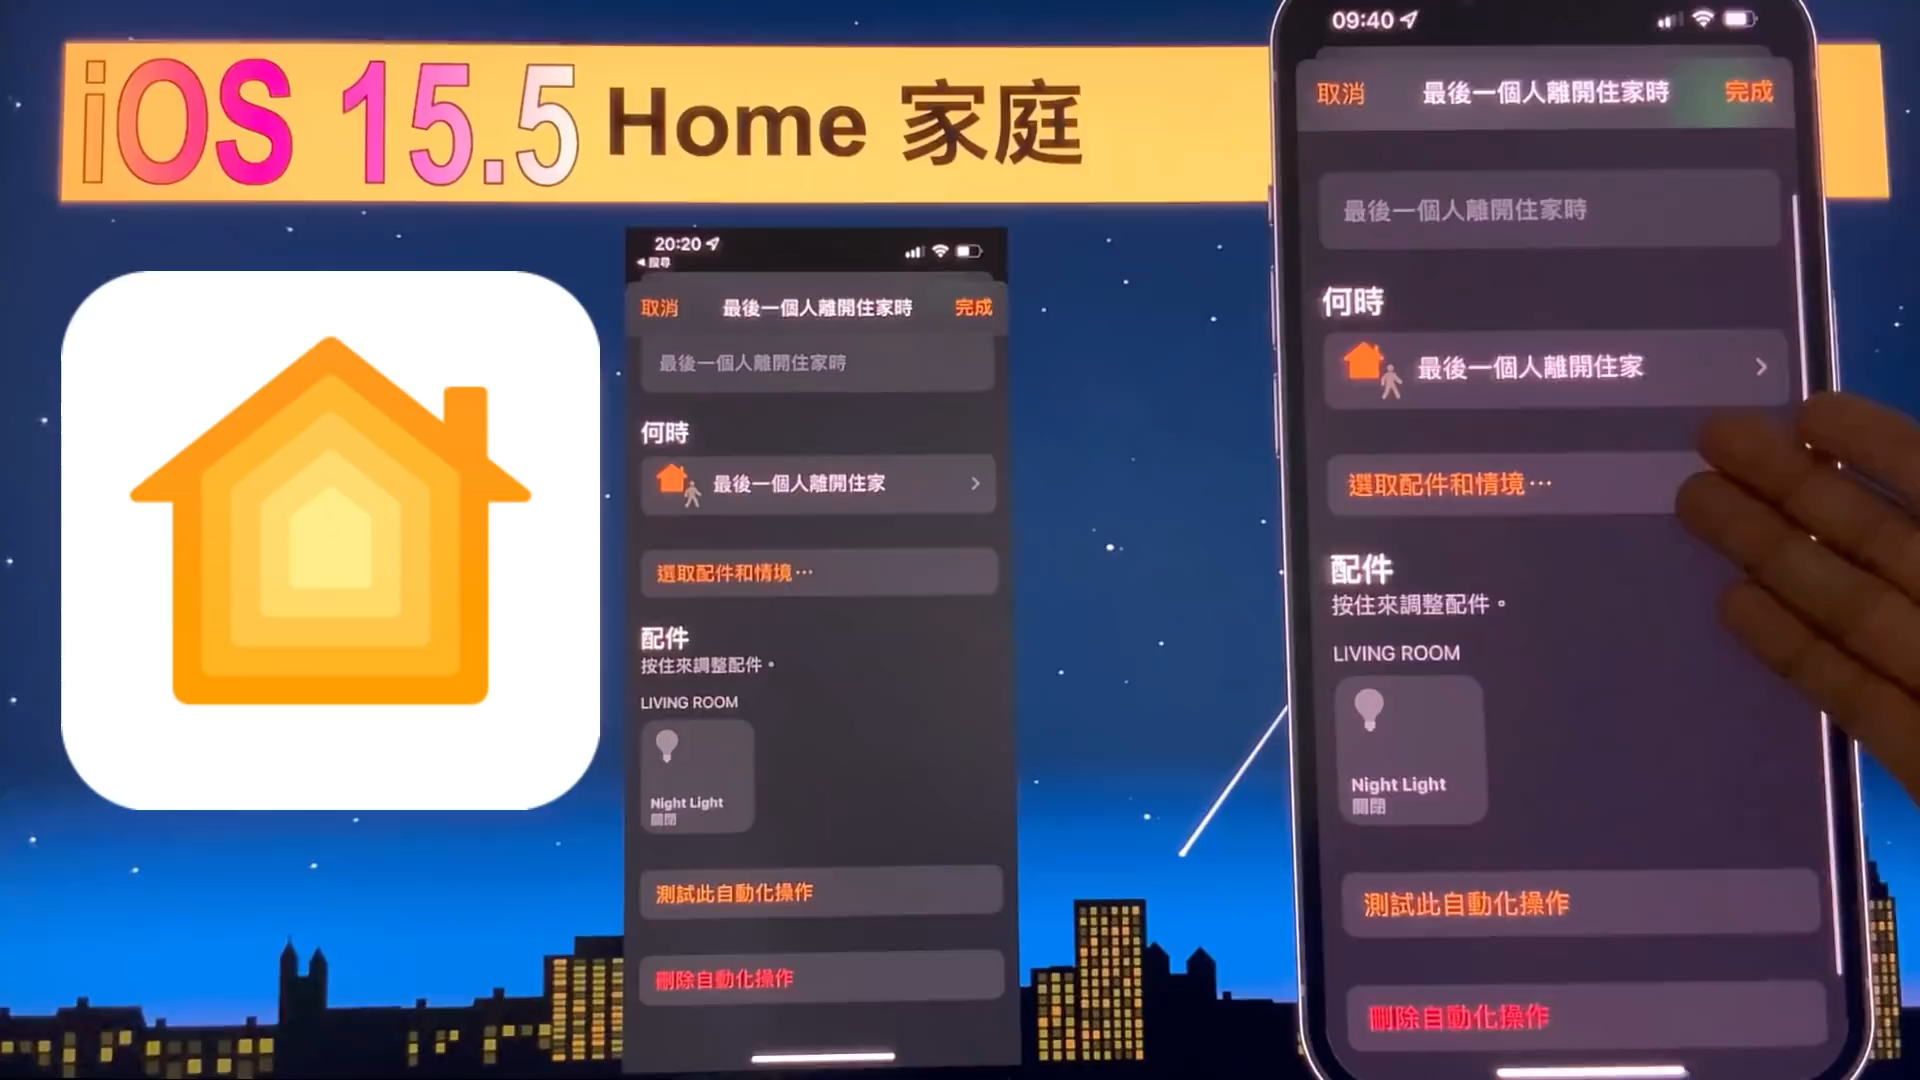 iOS 15.5 Home 家庭
20:20
搜尋
取消 最後一個人離開住家時 完成
最後一個人離開住家時
何時
最後一個人離開住家
選取配件和情境…
配件
按住來調整配件。
LIVING ROOM
Night Light
關閉
測試此自動化操作
刪除自動化操作
09:40
取消 最後一個人離開住家時 完成
最後一個人離開住家時
何時
最後一個人離開住家
選取配件和情境…
配件
按住來調整配件。
LIVING ROOM
Night Light
關閉
測試此自動化操作
刪除自動化操作